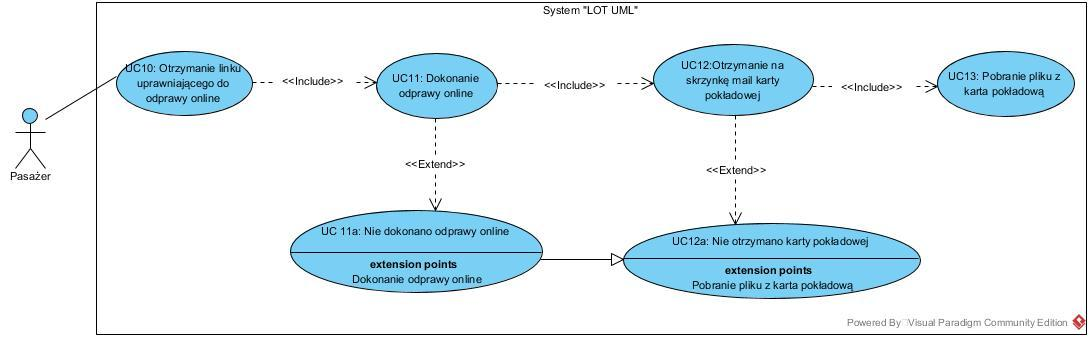 System "LOT UML"
UC10: Otrzymanie linku
uprawniającego do
odprawy online
<<Include>>
UC11: Dokonanie
odprawy online
<<Include>>
UC12:Otrzymanie na
skrzynkę mail karty
pokładowej
<<Include>>
UC13: Pobranie pliku z
karta pokładową
Pasażer
<<Extend>>
<<Extend>>
UC 11a: Nie dokonano odprawy online
extension points
Dokonanie odprawy online
UC12a: Nie otrzymano karty pokładowej
extension points
Pobranie pliku z karta pokładową
Powered By Visual Paradigm Community Edition